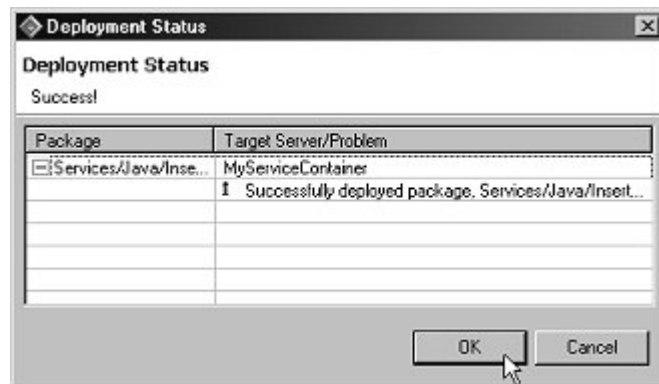 Deployment Status
Deployment Status
Success!
Package Target Server/Problem
Services/Java/Inse... MyServiceContainer
Successfully deployed package, Services/Java/Insert...
OK Cancel